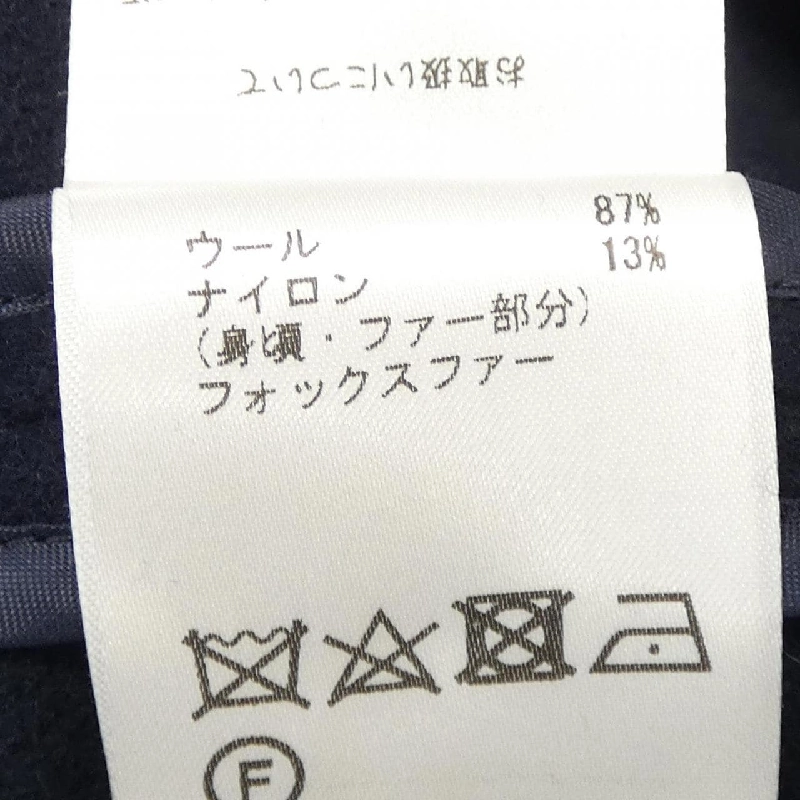 お取扱いについて
ウール 87%
ナイロン 13%
(身頃・ファー部分)
フォックスファー
F